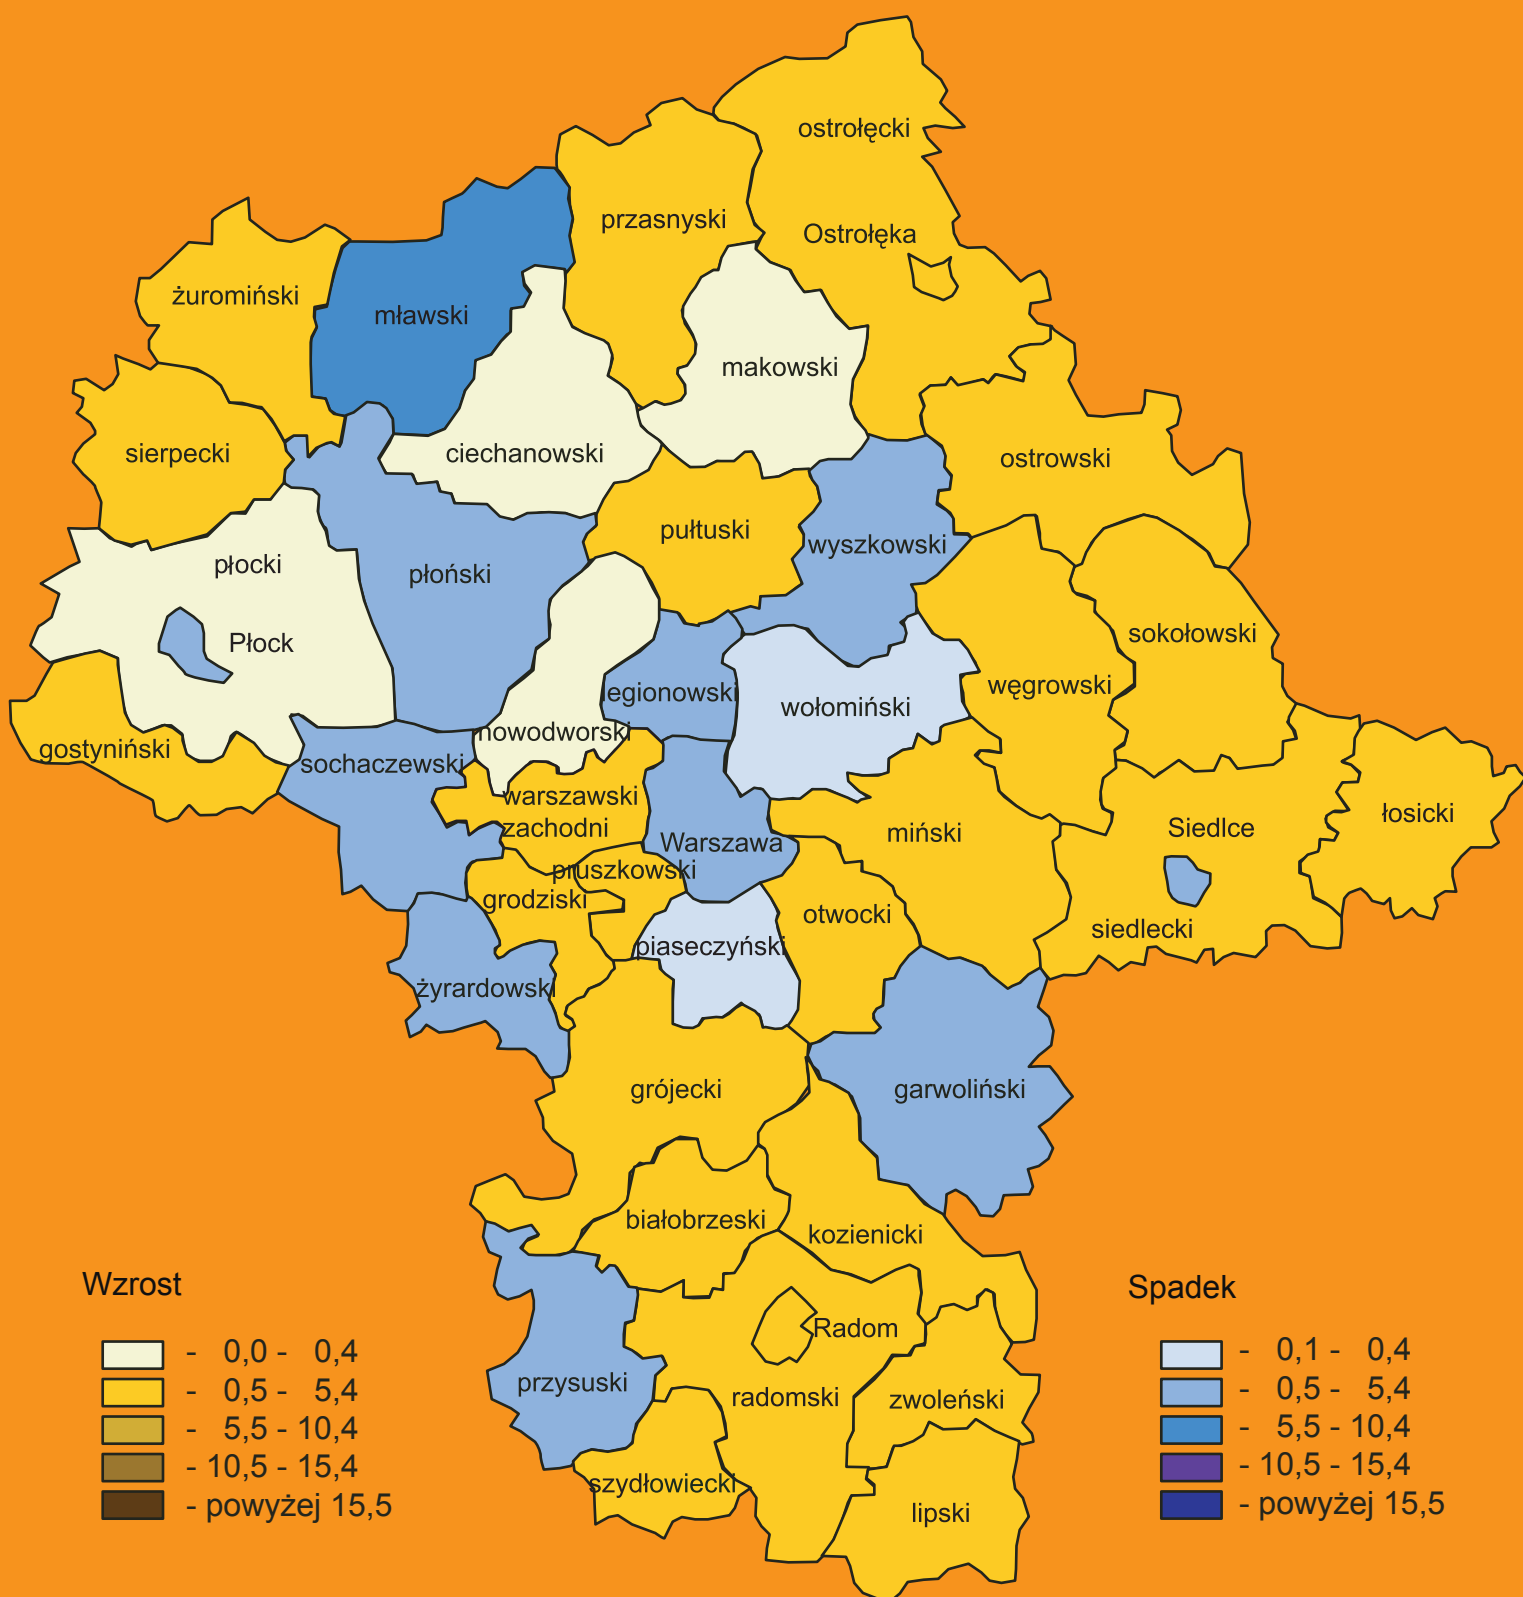 ostrołęcki
przasnyski
Ostrołęka
żuromiński
mławski
makowski
sierpecki
ciechanowski
ostrowski
pułtuski
wyszkowski
płocki
płoński
sokołowski
Płock
węgrowski
legionowski
wołomiński
nowodworski
gostyniński
sochaczewski
warszawski
zachodni
łosicki
Siedlce
miński
Warszawa
pruszkowski
grodziski
otwocki
siedlecki
piaseczyński
żyrardowski
grójecki
garwoliński
białobrzeski
kozienicki
Radom
przysuski
radomski
zwoleński
szydłowiecki
lipski
Wzrost
- 0,0 - 0,4
- 0,5 - 5,4
- 5,5 - 10,4
- 10,5 - 15,4
- powyżej 15,5
Spadek
- 0,1 - 0,4
- 0,5 - 5,4
- 5,5 - 10,4
- 10,5 - 15,4
- powyżej 15,5